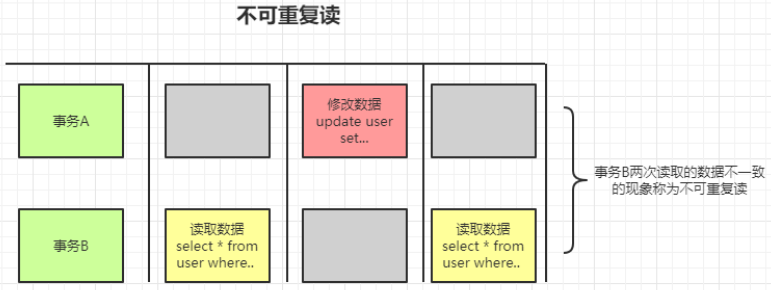 不可重复读
事务A
修改数据
update user
set...
事务B两次读取的数据不一致
的现象称为不可重复读
事务B
读取数据
select * from
user where..
读取数据
select * from
user where..